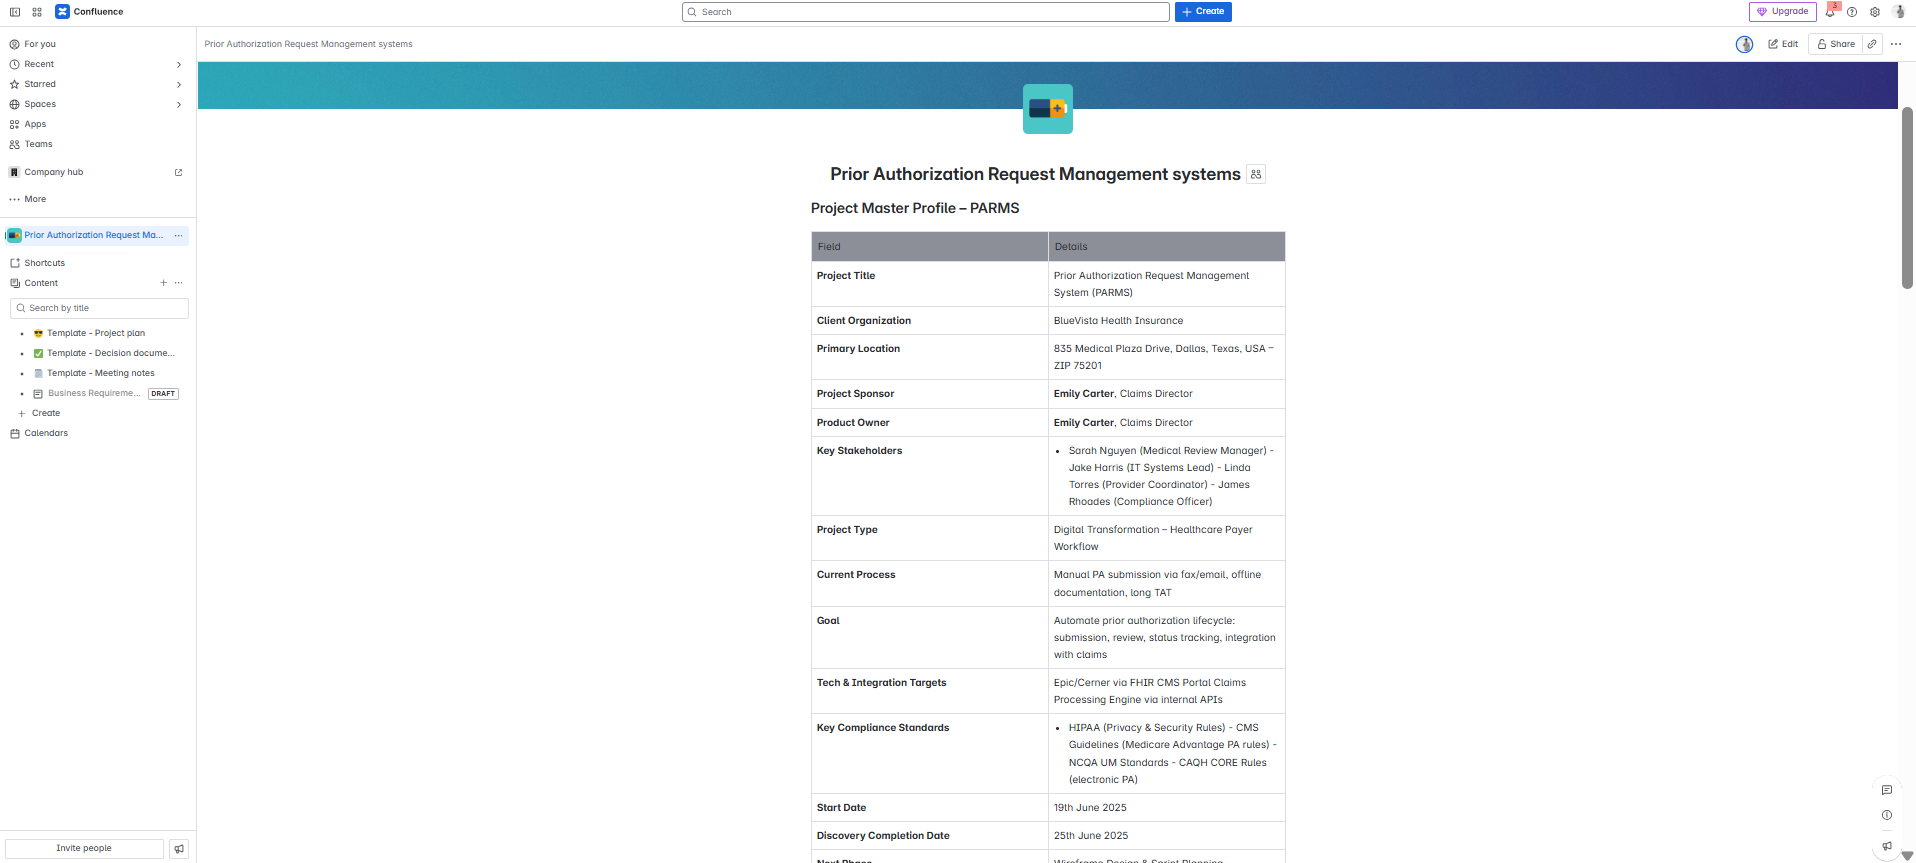 Confluence
Search
Create
Upgrade
3
For you
Recent
Starred
Spaces
Apps
Teams
Company hub
More
Prior Authorization Request Ma...
Shortcuts
Content
Search by title
Template - Project plan
Template - Decision docume...
Template - Meeting notes
Business Requireme... DRAFT
Create
Calendars
Invite people
Prior Authorization Request Management systems
Edit
Share
Prior Authorization Request Management systems
Project Master Profile – PARMS
Field Details
Project Title Prior Authorization Request Management
System (PARMS)
Client Organization BlueVista Health Insurance
Primary Location 835 Medical Plaza Drive, Dallas, Texas, USA –
ZIP 75201
Project Sponsor Emily Carter, Claims Director
Product Owner Emily Carter, Claims Director
Key Stakeholders • Sarah Nguyen (Medical Review Manager) -
Jake Harris (IT Systems Lead) - Linda
Torres (Provider Coordinator) - James
Rhoades (Compliance Officer)
Project Type Digital Transformation – Healthcare Payer
Workflow
Current Process Manual PA submission via fax/email, offline
documentation, long TAT
Goal Automate prior authorization lifecycle:
submission, review, status tracking, integration
with claims
Tech & Integration Targets Epic/Cerner via FHIR CMS Portal Claims
Processing Engine via internal APIs
Key Compliance Standards • HIPAA (Privacy & Security Rules) - CMS
Guidelines (Medicare Advantage PA rules) -
NCQA UM Standards - CAQH CORE Rules
(electronic PA)
Start Date 19th June 2025
Discovery Completion Date 25th June 2025
Next Phase Wireframe Design & Sprint Planning